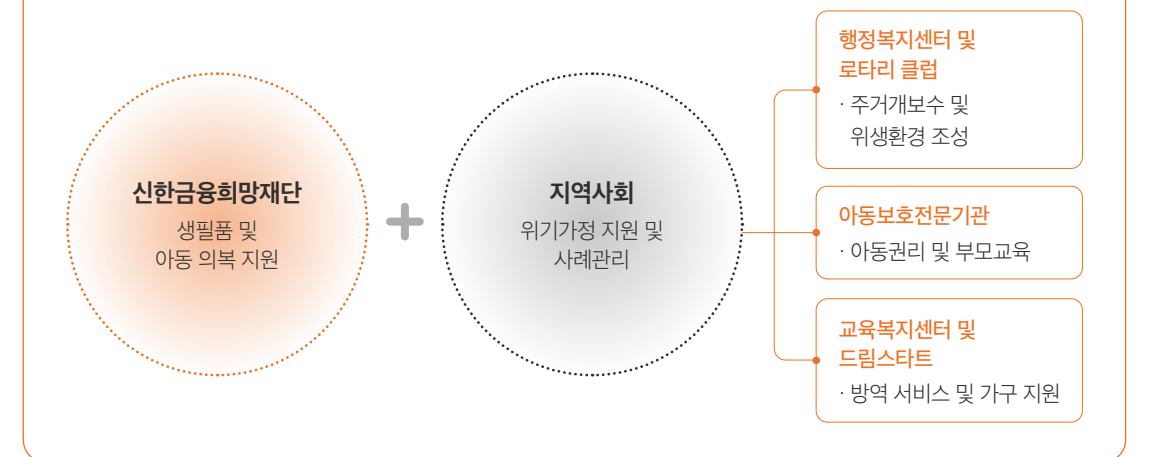 신한금융희망재단
생필품 및
아동 의복 지원
+
지역사회
위기가정 지원 및
사례관리
행정복지센터 및
로타리 클럽
· 주거개보수 및
위생환경 조성
아동보호전문기관
· 아동권리 및 부모교육
교육복지센터 및
드림스타트
· 방역 서비스 및 가구 지원